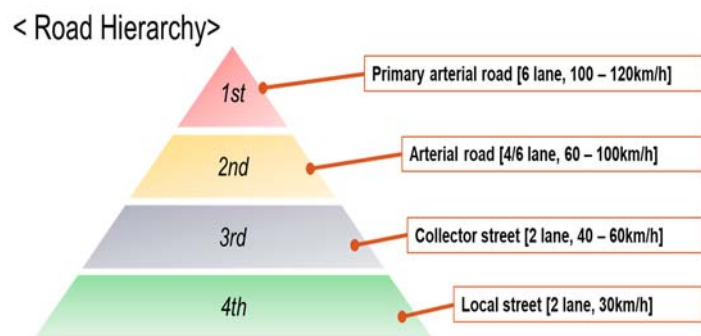 < Road Hierarchy>
1st
Primary arterial road [6 lane, 100 – 120km/h]
2nd
Arterial road [4/6 lane, 60 – 100km/h]
3rd
Collector street [2 lane, 40 – 60km/h]
4th
Local street [2 lane, 30km/h]